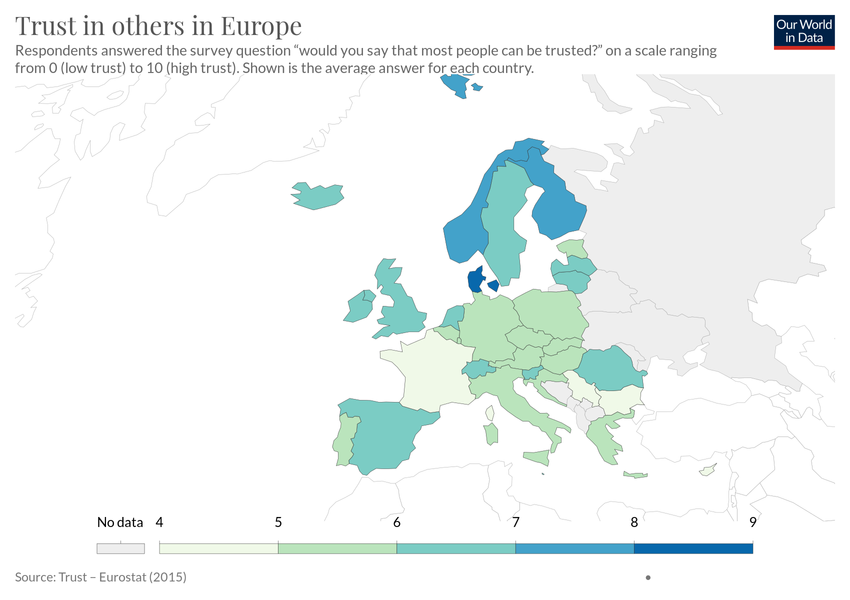 Trust in others in Europe
Our World
in Data
Respondents answered the survey question “would you say that most people can be trusted?” on a scale ranging
from 0 (low trust) to 10 (high trust). Shown is the average answer for each country.
No data 4 5 6 7 8 9
Source: Trust – Eurostat (2015)